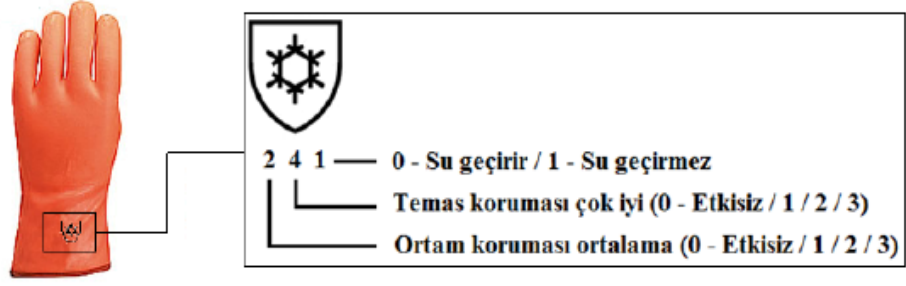 2 4 1 0 - Su geçirir / 1 - Su geçirmez
Temas koruması çok iyi (0 - Etkisiz / 1 / 2 / 3)
Ortam koruması ortalama (0 - Etkisiz / 1 / 2 / 3)